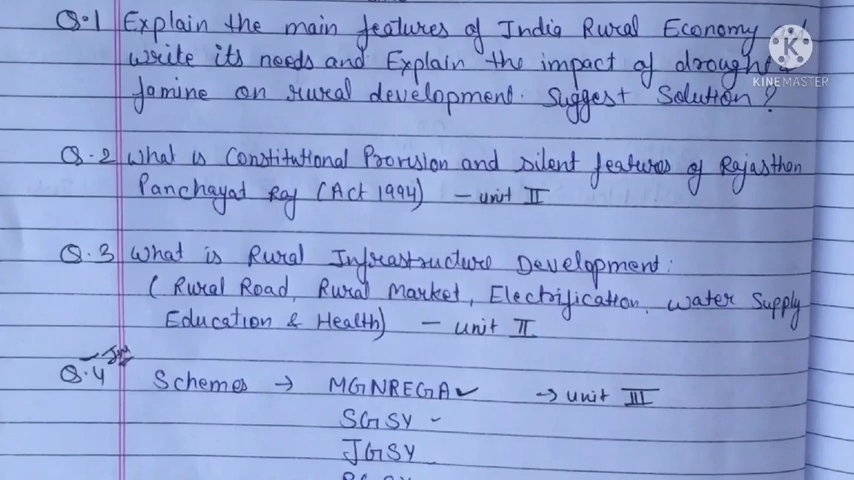 Q.1 Explain the main features of India Rural Economy
write its needs and Explain the impact of drought
famine on rural development. Suggest Solution?
K
KINEMASTER
Q.2 What is Constitutional Provision and Silent features of Rajasthan
Panchayat Raj (Act 1994) - unit II
Q.3 What is Rural Infrastructure Development:
(Rural Road, Rural Market, Electrification, Water Supply
Education & Health) - unit II
Q.4 Schemes → MGNREGA ✓ → unit III
SGSY
JGSY